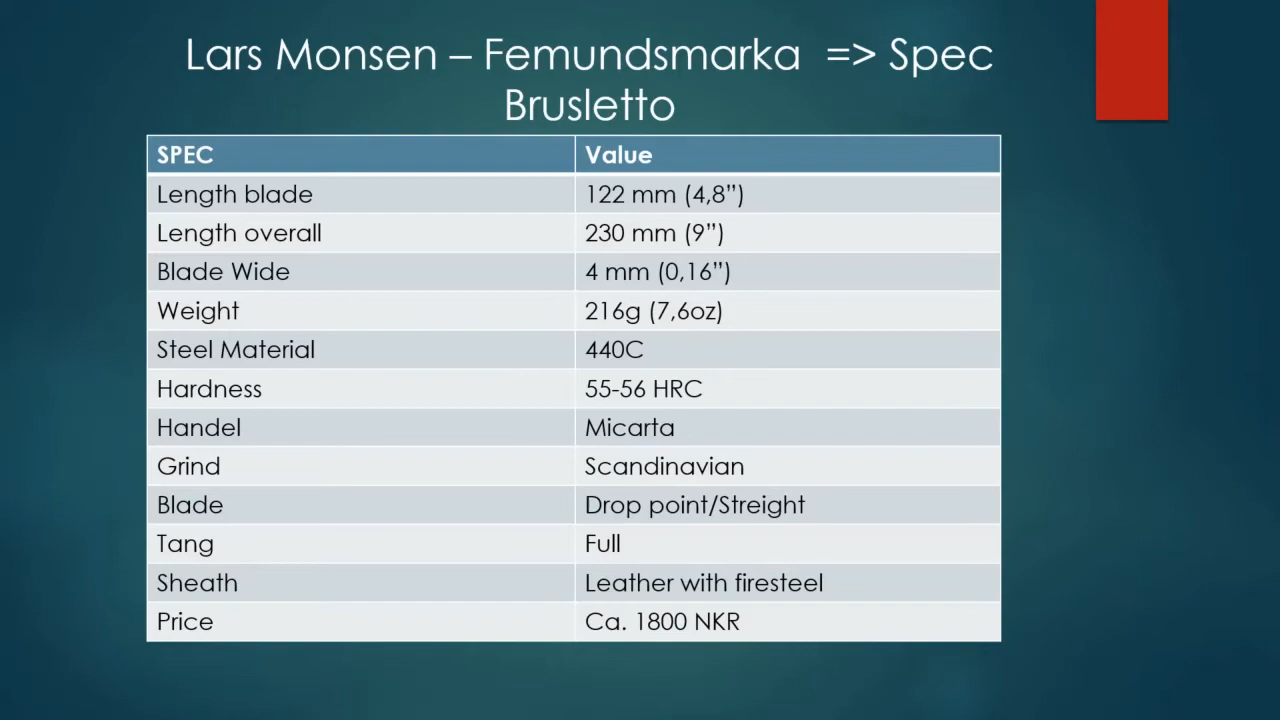 Lars Monsen – Femundsmarka => Spec
Brusletto
SPEC Value
Length blade 122 mm (4,8”)
Length overall 230 mm (9”)
Blade Wide 4 mm (0,16”)
Weight 216g (7,6oz)
Steel Material 440C
Hardness 55-56 HRC
Handel Micarta
Grind Scandinavian
Blade Drop point/Streight
Tang Full
Sheath Leather with firesteel
Price Ca. 1800 NKR